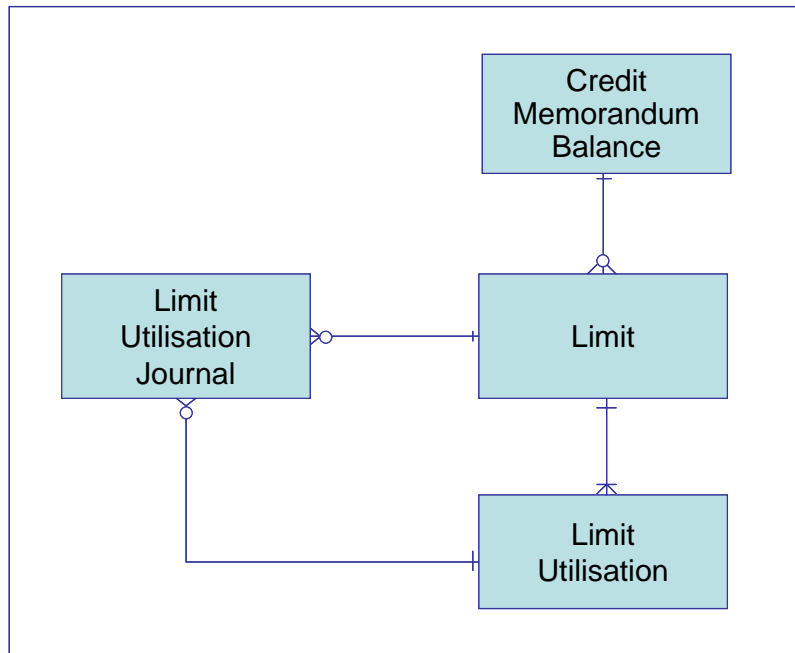 Credit
Memorandum
Balance
Limit
Utilisation
Journal
Limit
Limit
Utilisation